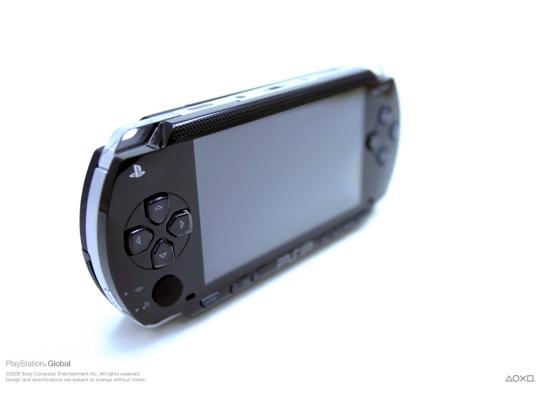 PSP
PlayStation® Global
©2005 Sony Computer Entertainment Inc. All rights reserved.
Design and specifications are subject to change without notice.